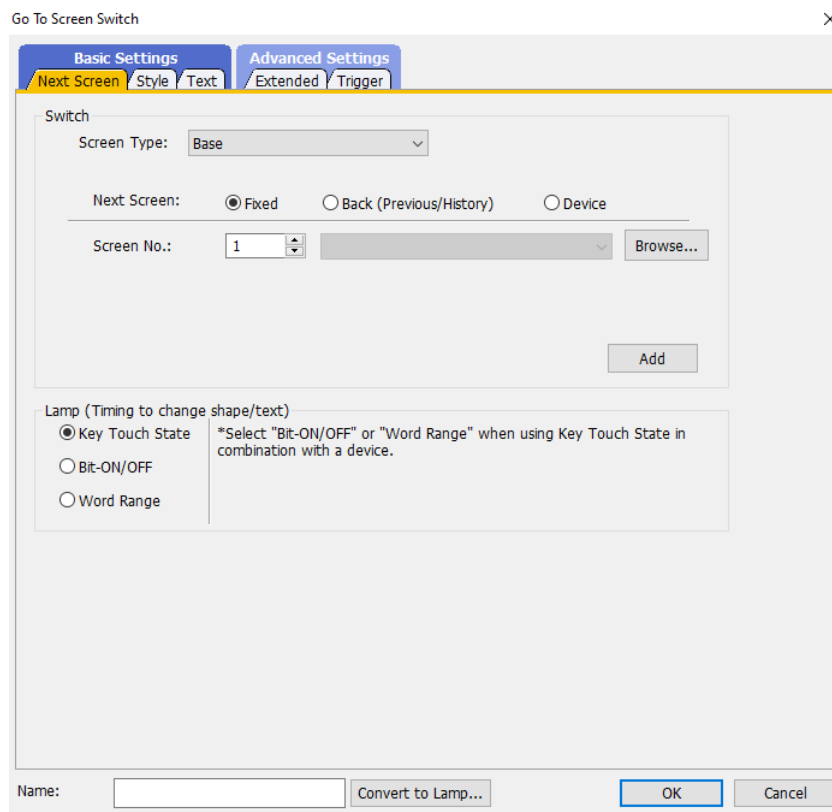 Go To Screen Switch
Basic Settings
Advanced Settings
Next Screen
Style
Text
Extended
Trigger
Switch
Screen Type:
Base
Next Screen:
Fixed
Back (Previous/History)
Device
Screen No.:
1
Browse...
Add
Lamp (Timing to change shape/text)
Key Touch State
Bit-ON/OFF
Word Range
*Select "Bit-ON/OFF" or "Word Range" when using Key Touch State in
combination with a device.
Name:
Convert to Lamp...
OK
Cancel